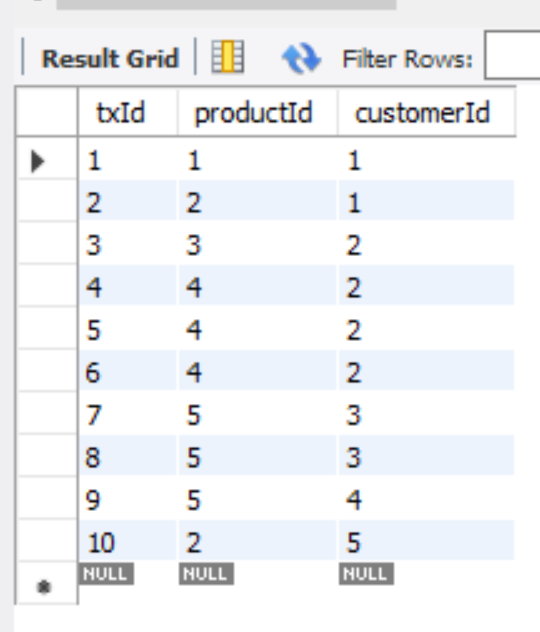 Result Grid Filter Rows:
txId productId customerId
1 1 1
2 2 1
3 3 2
4 4 2
5 4 2
6 4 2
7 5 3
8 5 3
9 5 4
10 2 5
NULL NULL NULL